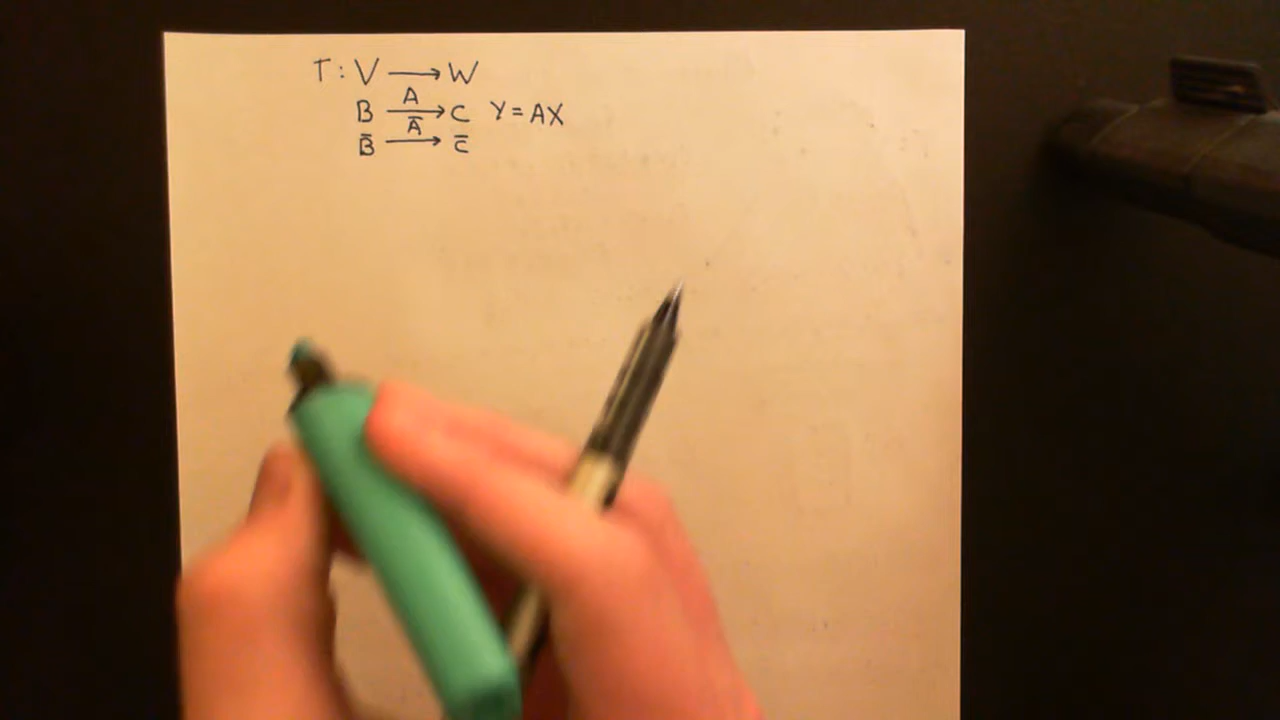 T: V ⟶ W
B —A→ C Y = AX
B̄ —Ā→ C̄